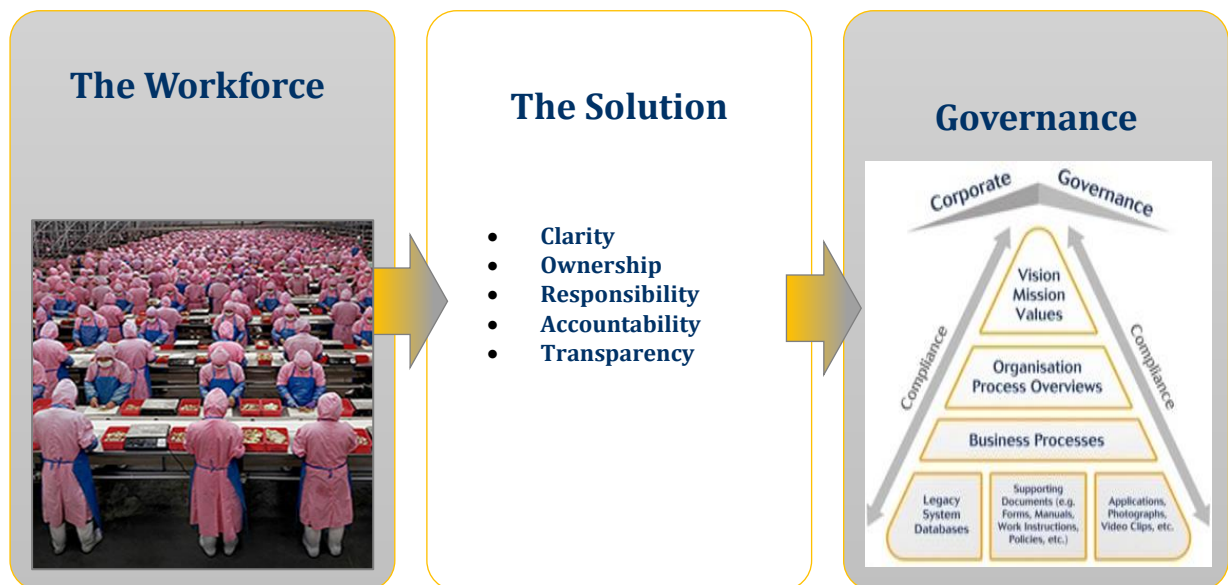 The Workforce
The Solution
• Clarity
• Ownership
• Responsibility
• Accountability
• Transparency
Governance
Corporate Governance
Compliance
Compliance
Vision
Mission
Values
Organisation
Process Overviews
Business Processes
Legacy
System
Databases
Supporting
Documents (e.g.
Forms, Manuals,
Work Instructions,
Policies, etc.)
Applications,
Photographs,
Video Clips, etc.